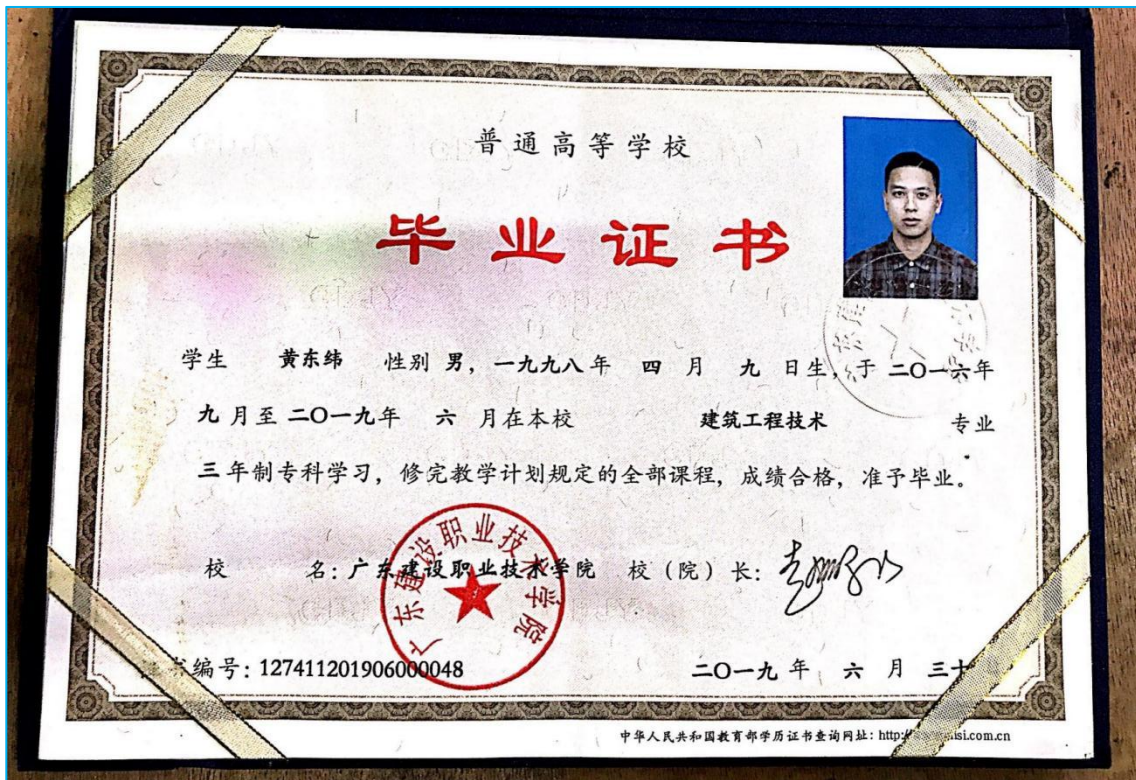 普通高等学校
毕业证书
学生 黄东纬 性别 男，一九九八年 四 月 九 日生，于 二〇一六年
九 月至 二〇一九年 六 月在本校 建筑工程技术 专业
三 年制专科学习，修完教学计划规定的全部课程，成绩合格，准予毕业。
校 名：广东建设职业技术学院 校（院）长：
广东建设职业技术学院
书编号：127411201906000048 二〇一九 年 六 月 三十
中华人民共和国教育部学历证书查询网址：http:// si.com.cn